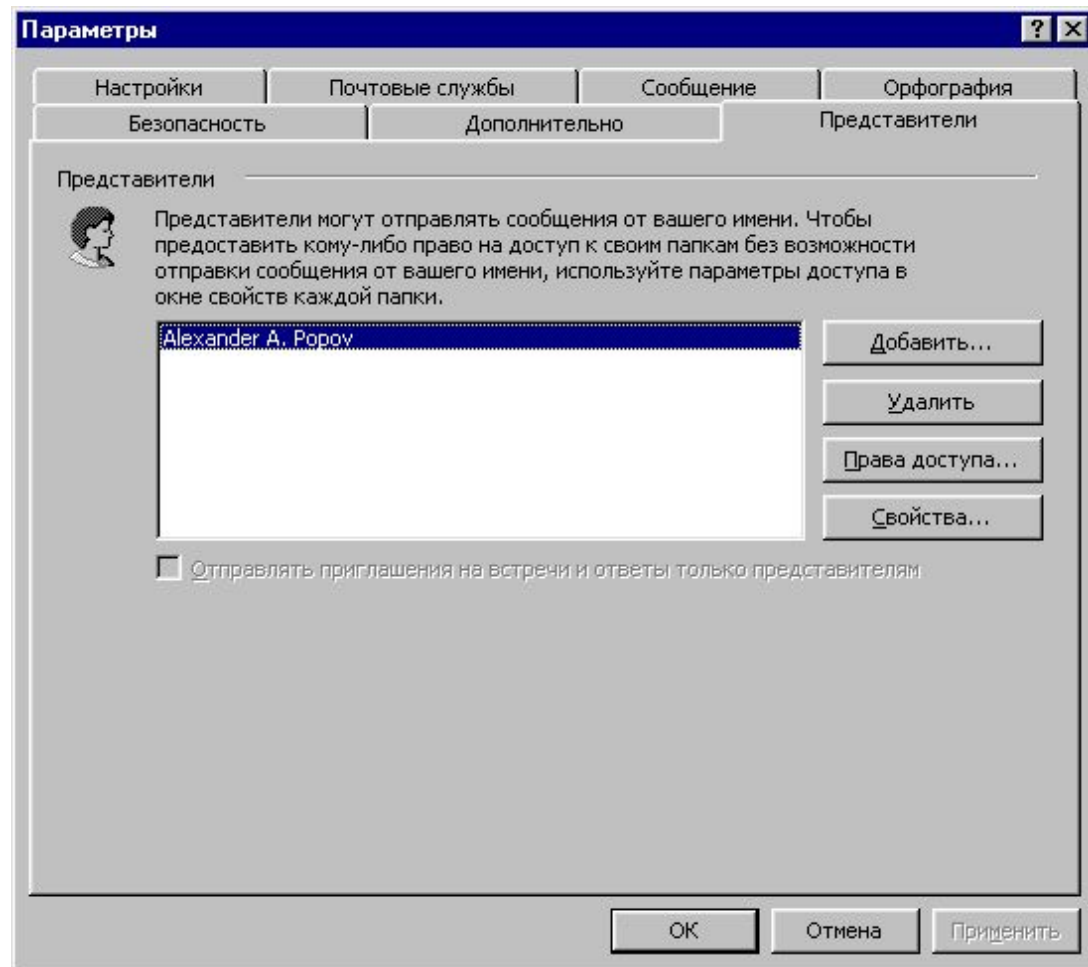 Параметры
Настройки Почтовые службы Сообщение Орфография
Безопасность Дополнительно Представители
Представители
Представители могут отправлять сообщения от вашего имени. Чтобы
предоставить кому-либо право на доступ к своим папкам без возможности
отправки сообщения от вашего имени, используйте параметры доступа в
окне свойств каждой папки.
Alexander A. Popov
Добавить...
Удалить
Права доступа...
Свойства...
Отправлять приглашения на встречи и ответы только представителям
ОК Отмена Применить